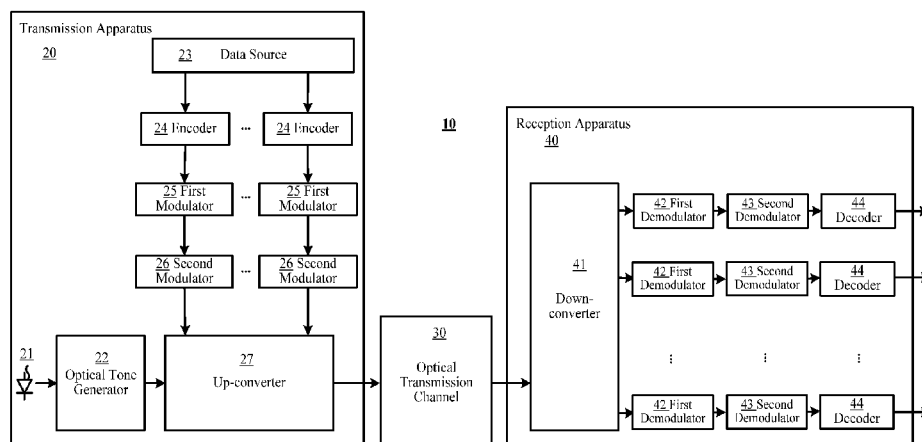 Transmission Apparatus
20
23 Data Source
24 Encoder ... 24 Encoder
25 First Modulator ... 25 First Modulator
26 Second Modulator ... 26 Second Modulator
21
22
Optical Tone
Generator
27
Up-converter
10
30
Optical
Transmission
Channel
Reception Apparatus
40
41
Down-
converter
42 First
Demodulator
43 Second
Demodulator
44
Decoder
42 First
Demodulator
43 Second
Demodulator
44
Decoder
... ... ...
42 First
Demodulator
43 Second
Demodulator
44
Decoder